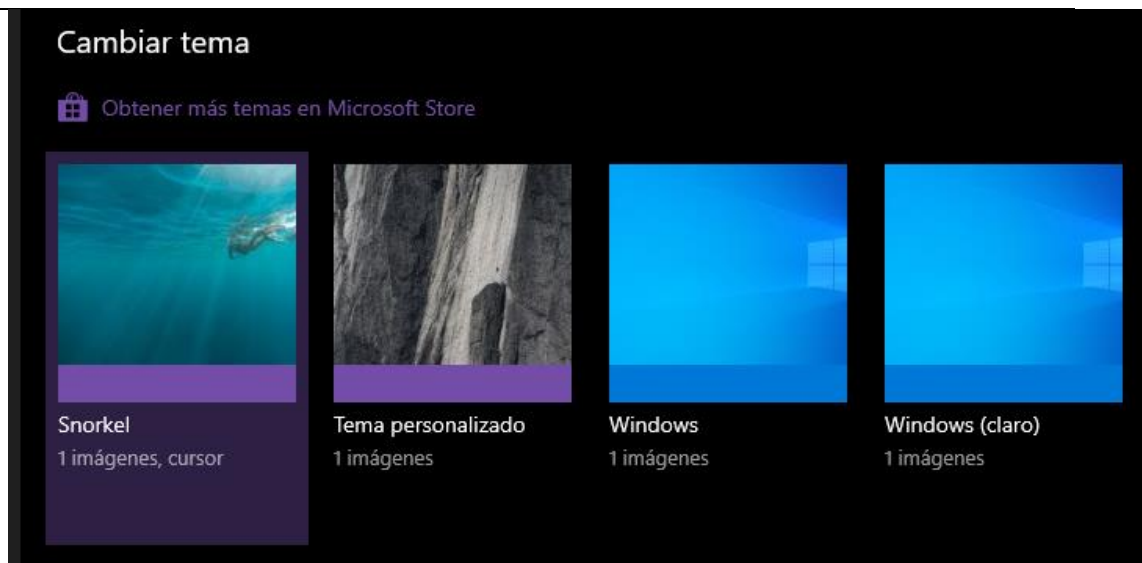 Cambiar tema
Obtener más temas en Microsoft Store
Snorkel
1 imágenes, cursor
Tema personalizado
1 imágenes
Windows
1 imágenes
Windows (claro)
1 imágenes